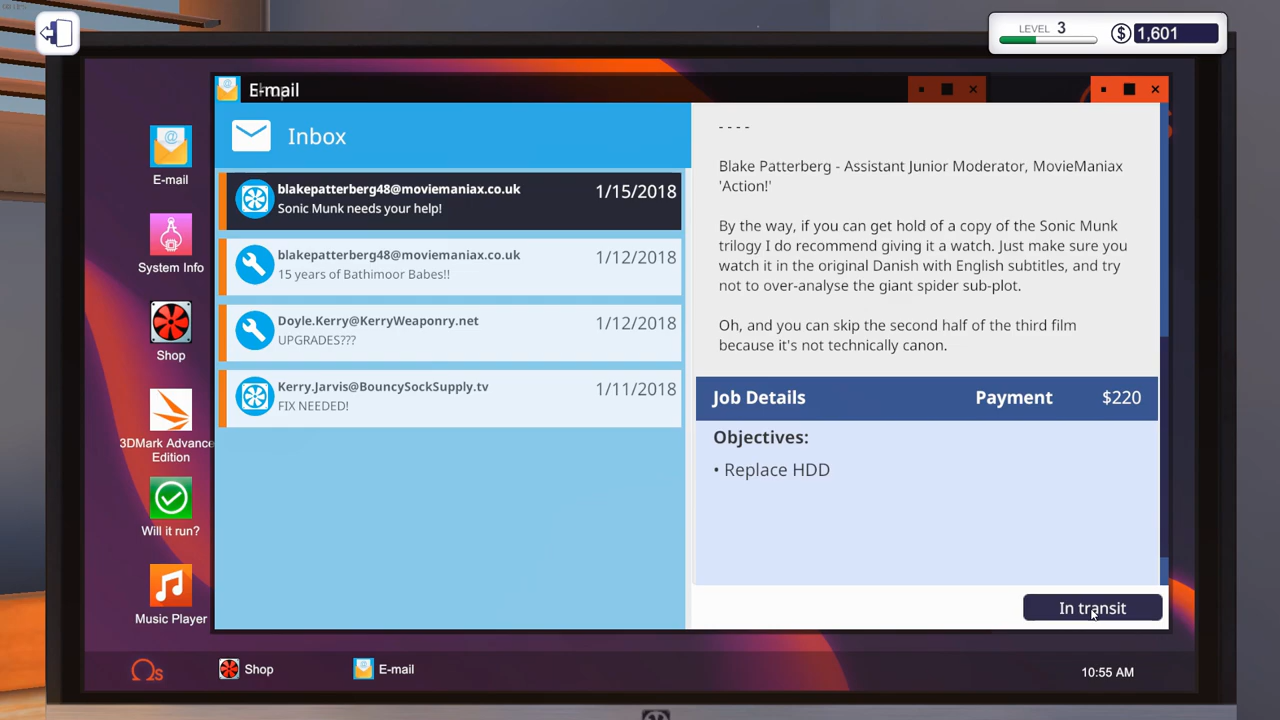 LEVEL 3
$ 1,601
E-mail
Inbox
blakepatterberg48@moviemaniax.co.uk 1/15/2018
Sonic Munk needs your help!
blakepatterberg48@moviemaniax.co.uk 1/12/2018
15 years of Bathimoor Babes!!
Doyle.Kerry@KerryWeaponry.net 1/12/2018
UPGRADES???
Kerry.Jarvis@BouncySockSupply.tv 1/11/2018
FIX NEEDED!
- - - -
Blake Patterberg - Assistant Junior Moderator, MovieManiax
'Action!'
By the way, if you can get hold of a copy of the Sonic Munk
trilogy I do recommend giving it a watch. Just make sure you
watch it in the original Danish with English subtitles, and try
not to over-analyse the giant spider sub-plot.
Oh, and you can skip the second half of the third film
because it's not technically canon.
Job Details Payment $220
Objectives:
• Replace HDD
In transit
E-mail
System Info
Shop
3DMark Advance
Edition
Will it run?
Music Player
Ωs
Shop
E-mail
10:55 AM